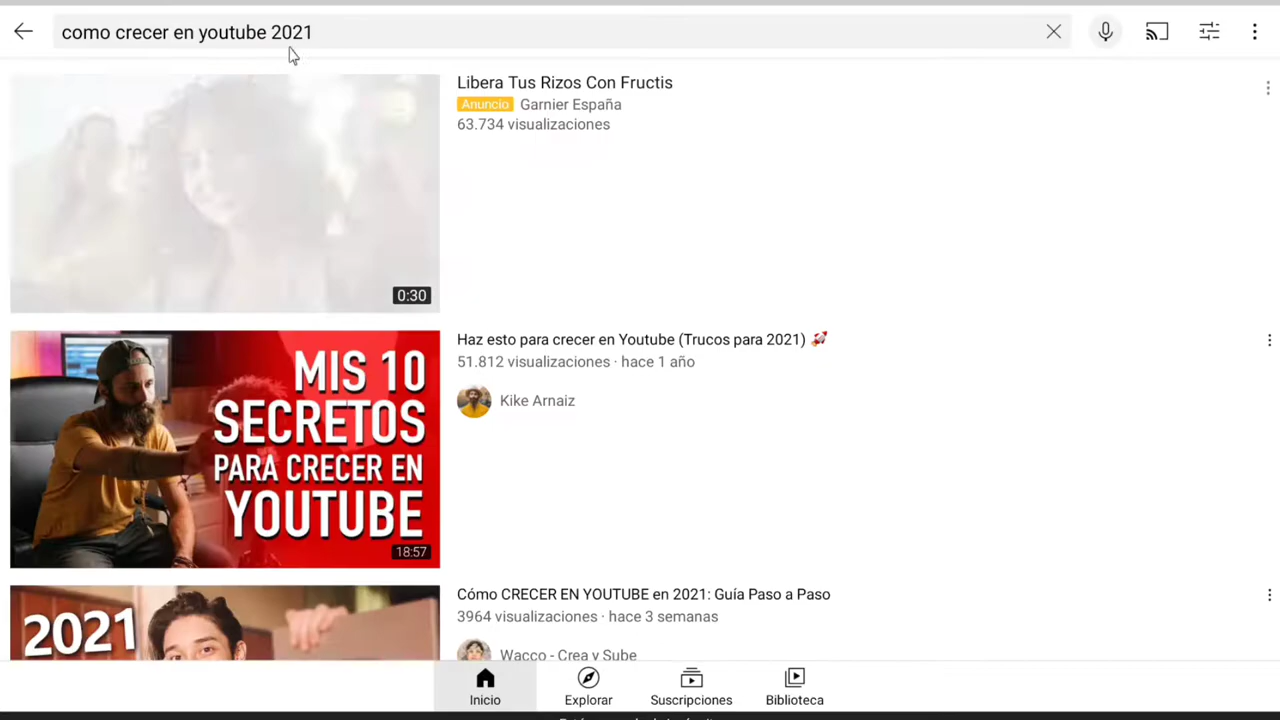 como crecer en youtube 2021
Libera Tus Rizos Con Fructis
Anuncio Garnier España
63.734 visualizaciones
0:30
MIS 10
SECRETOS
PARA CRECER EN
YOUTUBE
18:57
Haz esto para crecer en Youtube (Trucos para 2021) 🚀
51.812 visualizaciones · hace 1 año
Kike Arnaiz
2021
Cómo CRECER EN YOUTUBE en 2021: Guía Paso a Paso
3964 visualizaciones · hace 3 semanas
Wacco - Crea y Sube
Inicio
Explorar
Suscripciones
Biblioteca